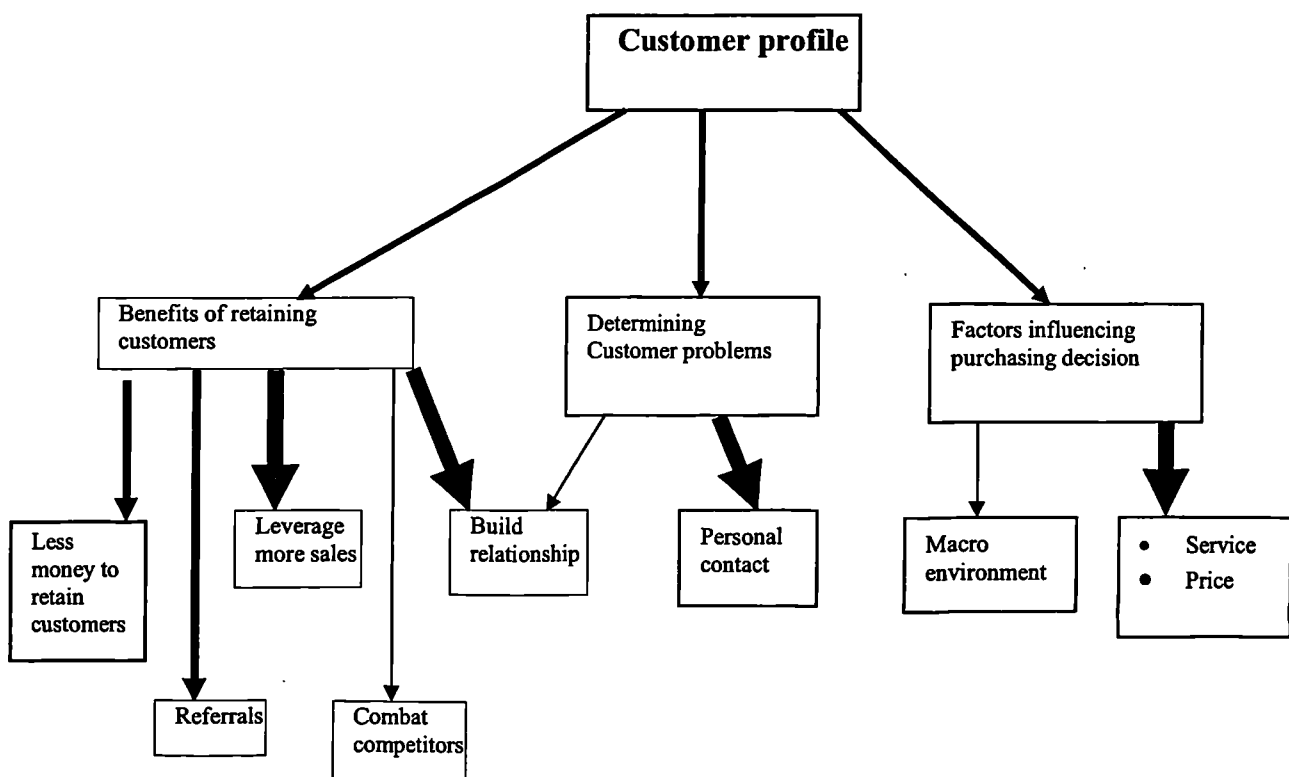 Customer profile
Benefits of retaining
customers
Determining
Customer problems
Factors influencing
purchasing decision
Less
money to
retain
customers
Leverage
more sales
Build
relationship
Personal
contact
Macro
environment
• Service
• Price
Referrals
Combat
competitors